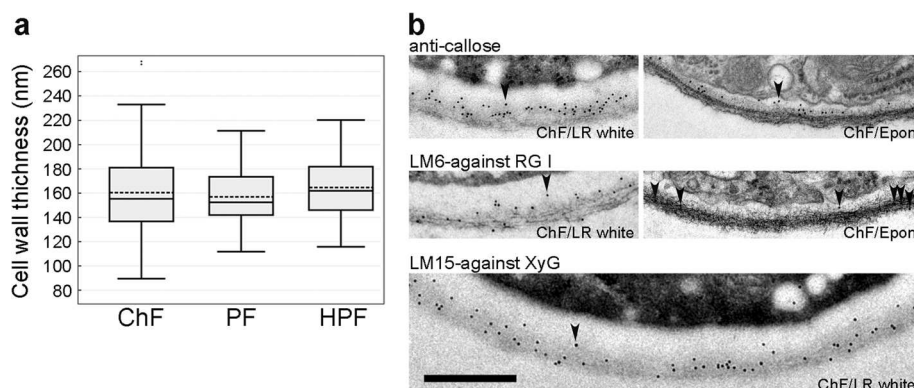 a
Cell wall thichness (nm)
260
240
220
200
180
160
140
120
100
80
ChF PF HPF
b
anti-callose
ChF/LR white
ChF/Epon
LM6-against RG I
ChF/LR white
ChF/Epon
LM15-against XyG
ChF/LR white